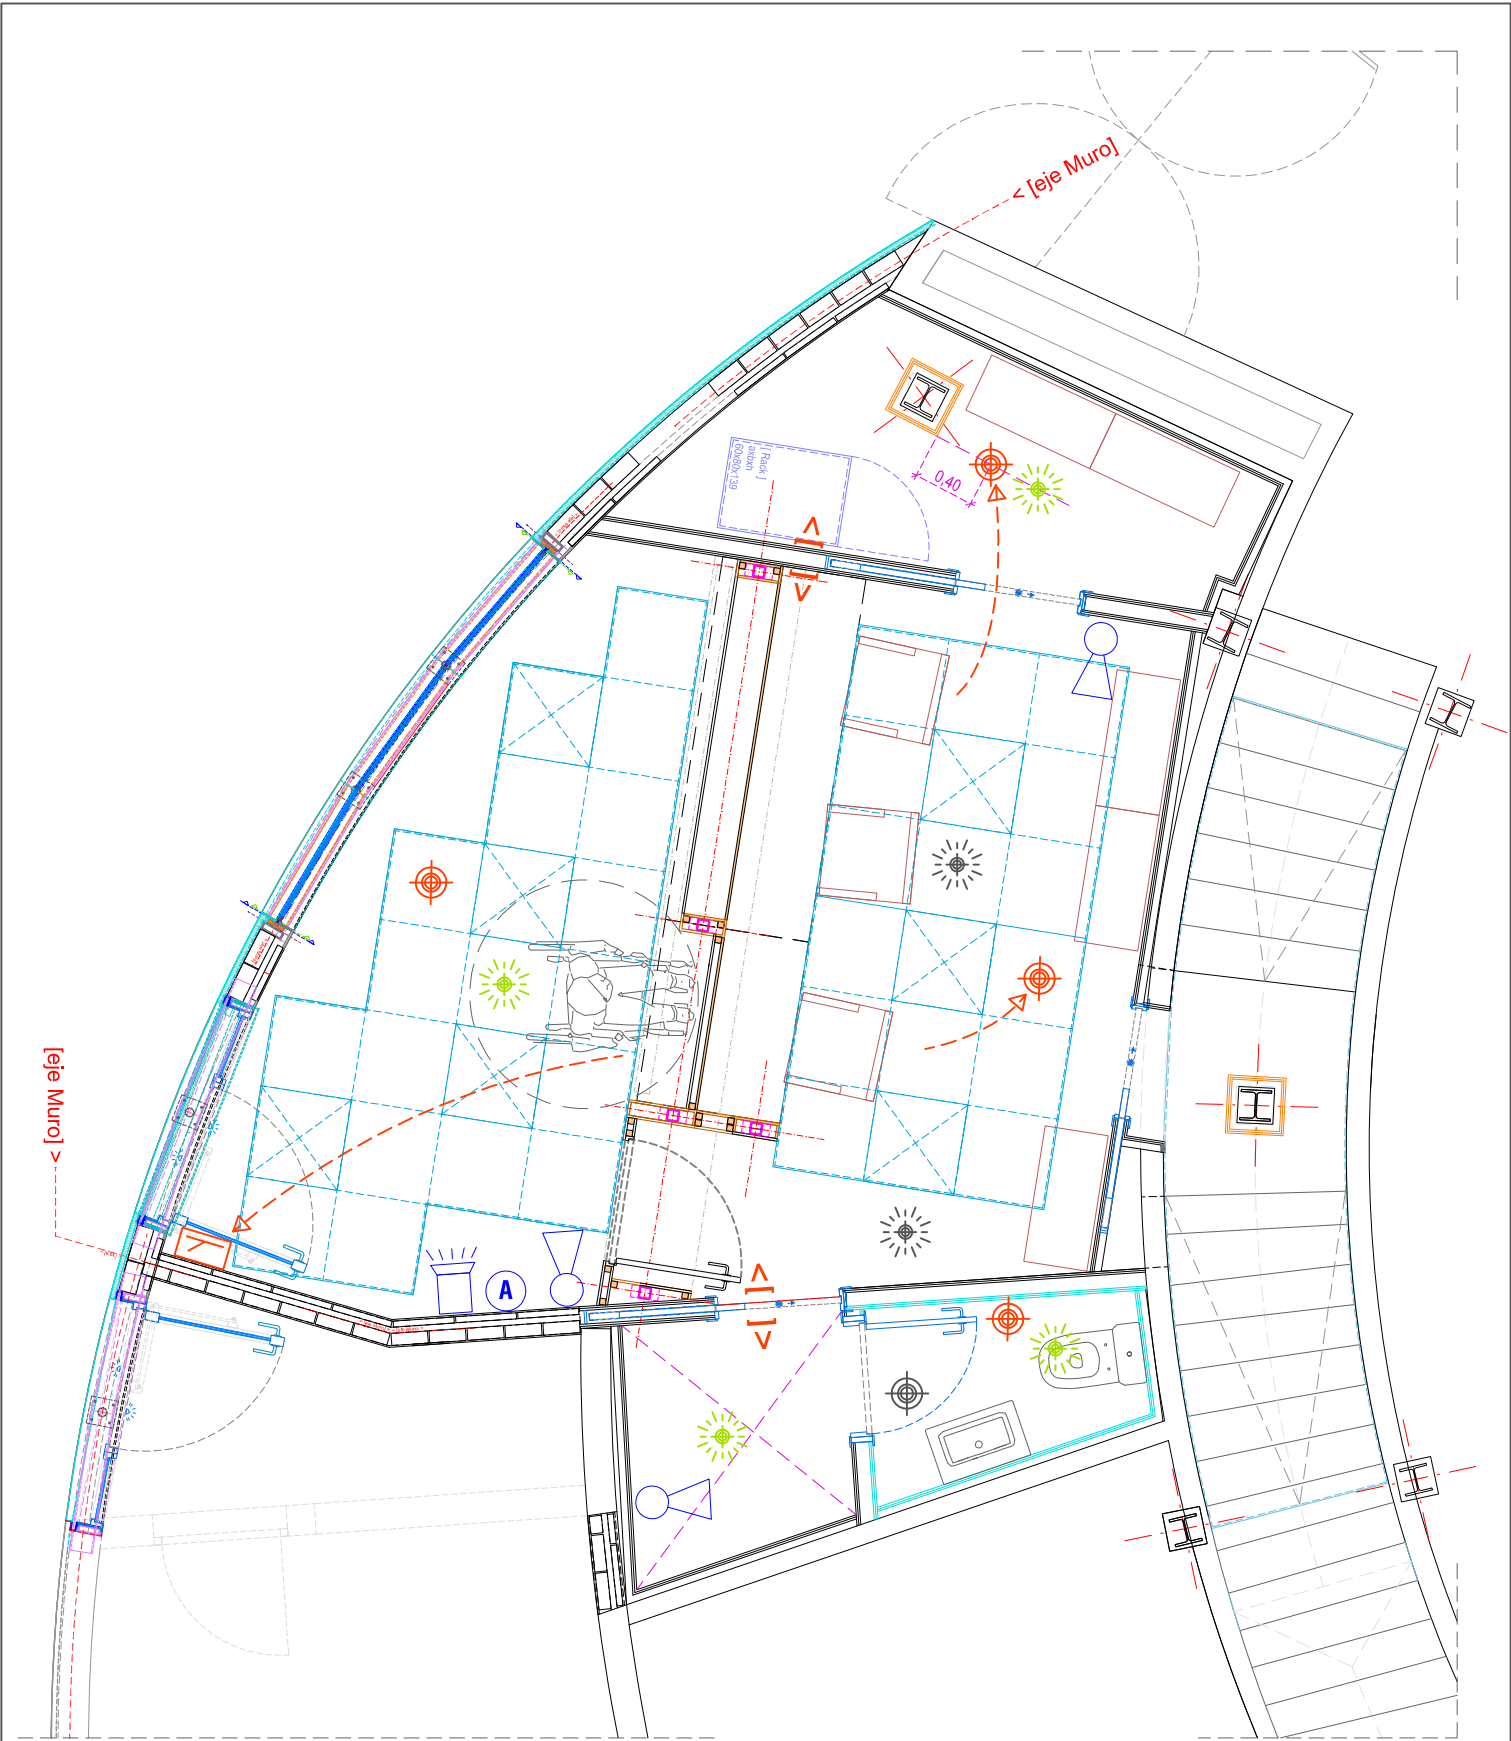 < [eje Muro]
[ Rack ]
axbxh
60x80x139
0,40
[eje Muro] >
A